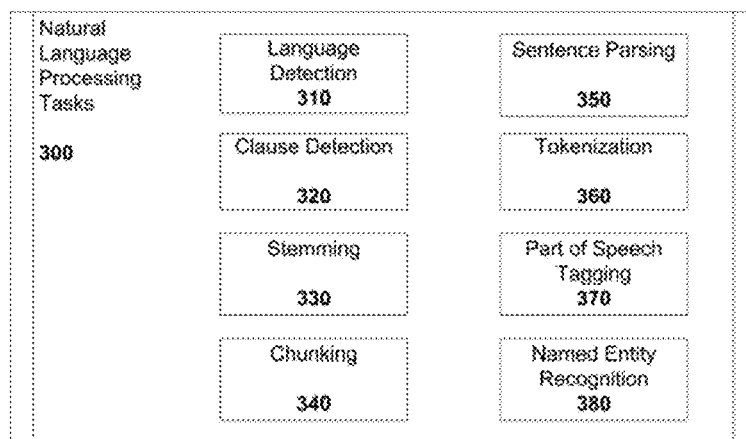 Natural
Language
Processing
Tasks
300
Language
Detection
310
Sentence Parsing
350
Clause Detection
320
Tokenization
360
Stemming
330
Part of Speech
Tagging
370
Chunking
340
Named Entity
Recognition
380